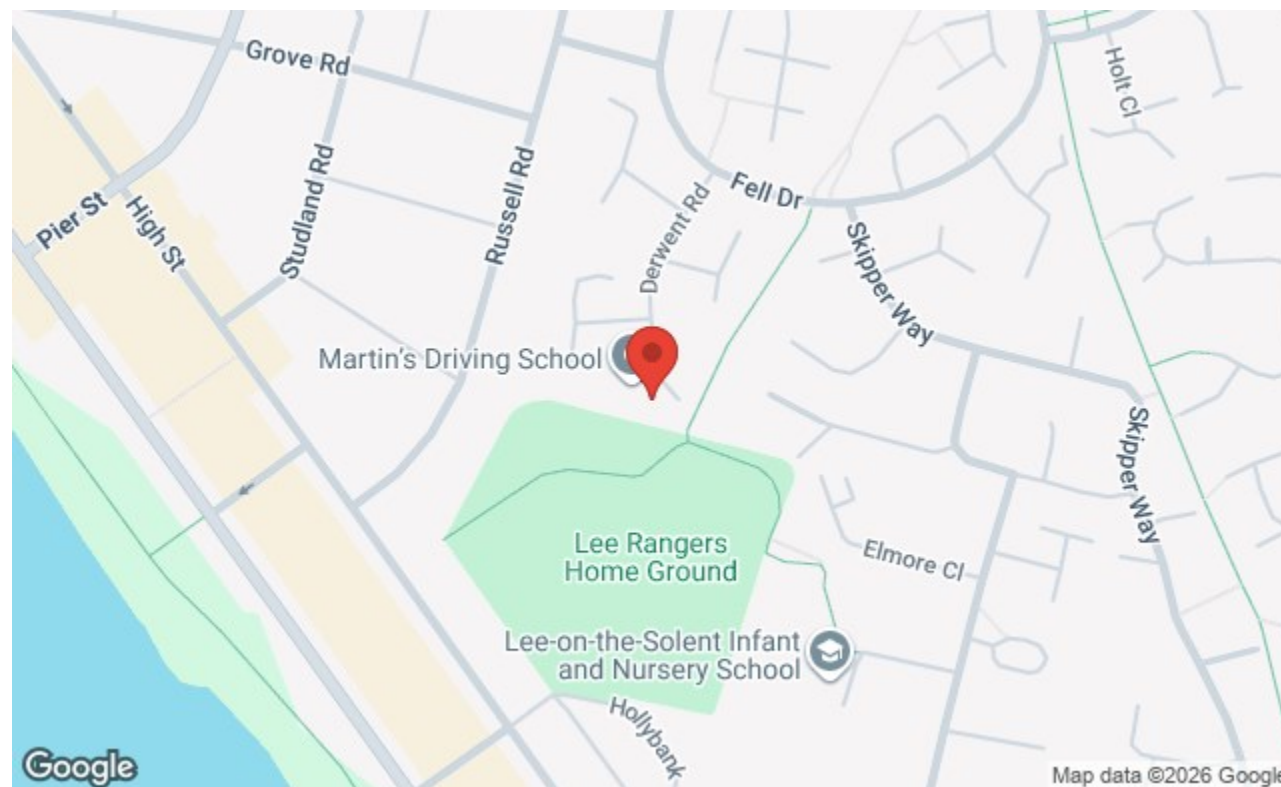 Grove Rd
Holt Cl
Pier St
High St
Studland Rd
Russell Rd
Derwent Rd
Fell Dr
Skipper Way
Martin's Driving School
Skipper Way
Lee Rangers
Home Ground
Elmore Cl
Lee-on-the-Solent Infant
and Nursery School
Hollybank
Google
Map data ©2026 Google